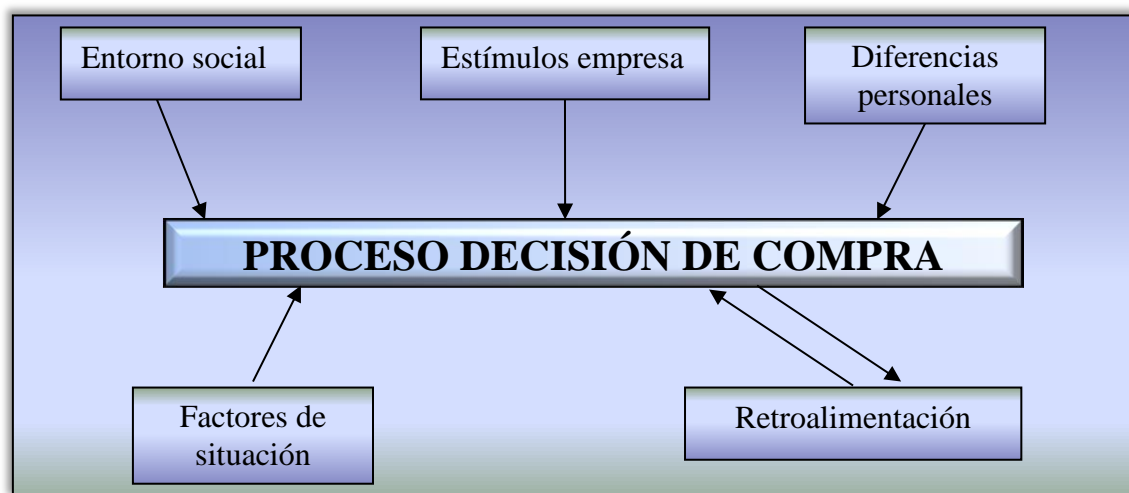 Entorno social
Estímulos empresa
Diferencias
personales
PROCESO DECISIÓN DE COMPRA
Factores de
situación
Retroalimentación